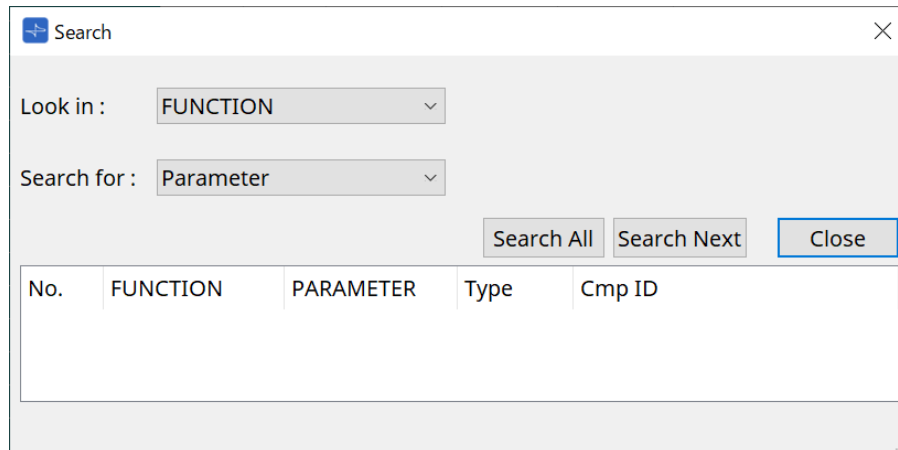 Search
Look in : FUNCTION
Search for : Parameter
Search All Search Next Close
No. FUNCTION PARAMETER Type Cmp ID